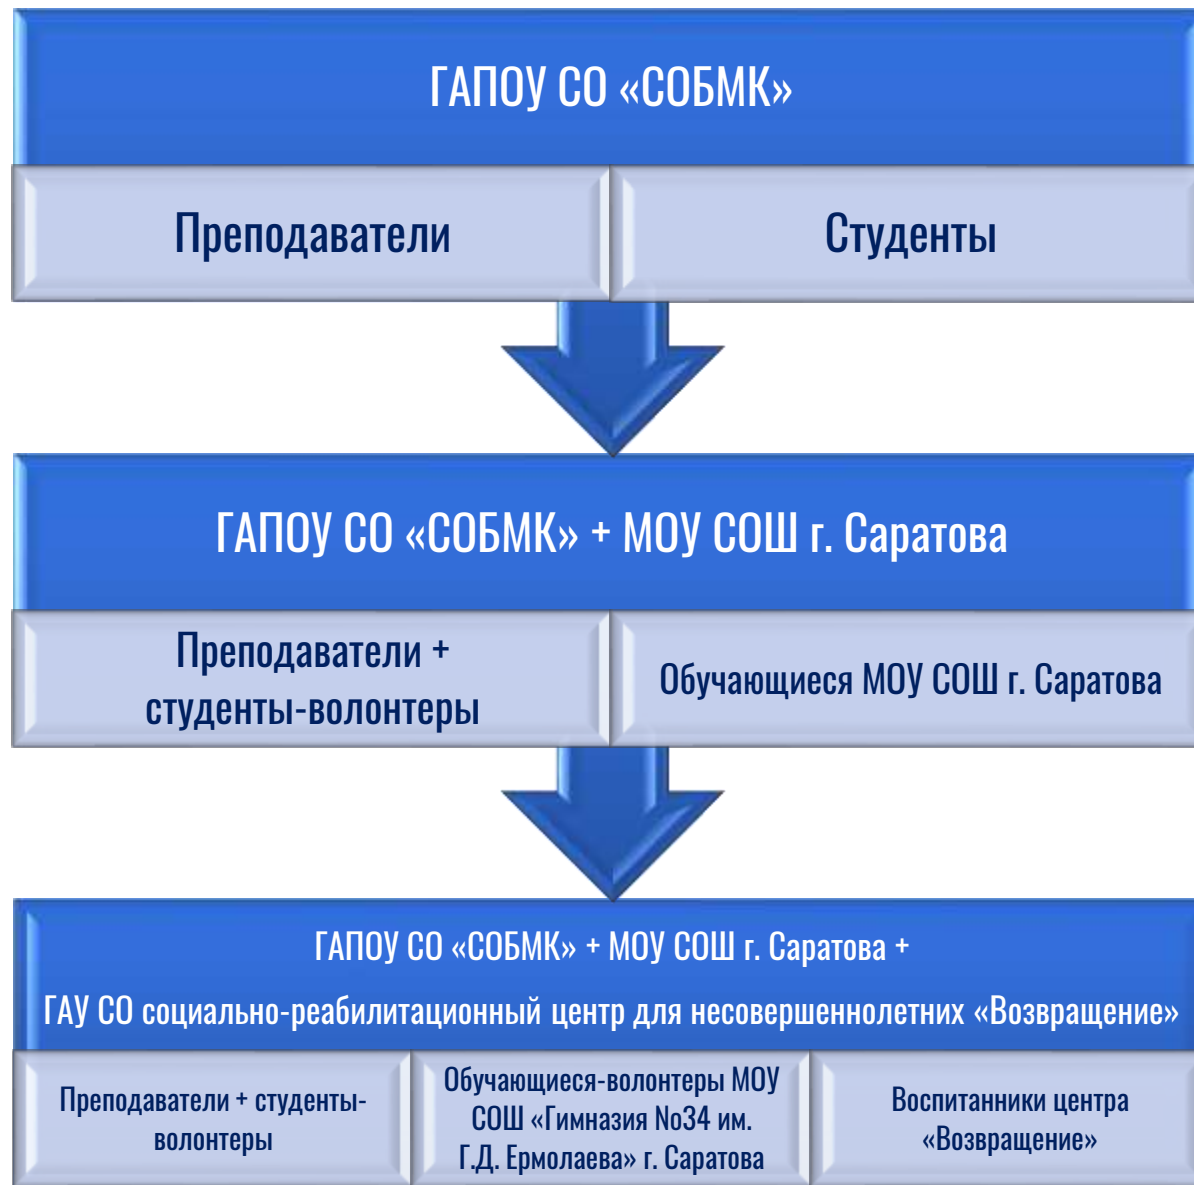 ГАПОУ СО «СОБМК»
Преподаватели
Студенты
ГАПОУ СО «СОБМК» + МОУ СОШ г. Саратова
Преподаватели +
студенты-волонтеры
Обучающиеся МОУ СОШ г. Саратова
ГАПОУ СО «СОБМК» + МОУ СОШ г. Саратова +
ГАУ СО социально-реабилитационный центр для несовершеннолетних «Возвращение»
Преподаватели + студенты-
волонтеры
Обучающиеся-волонтеры МОУ
СОШ «Гимназия No34 им.
Г.Д. Ермолаева» г. Саратова
Воспитанники центра
«Возвращение»